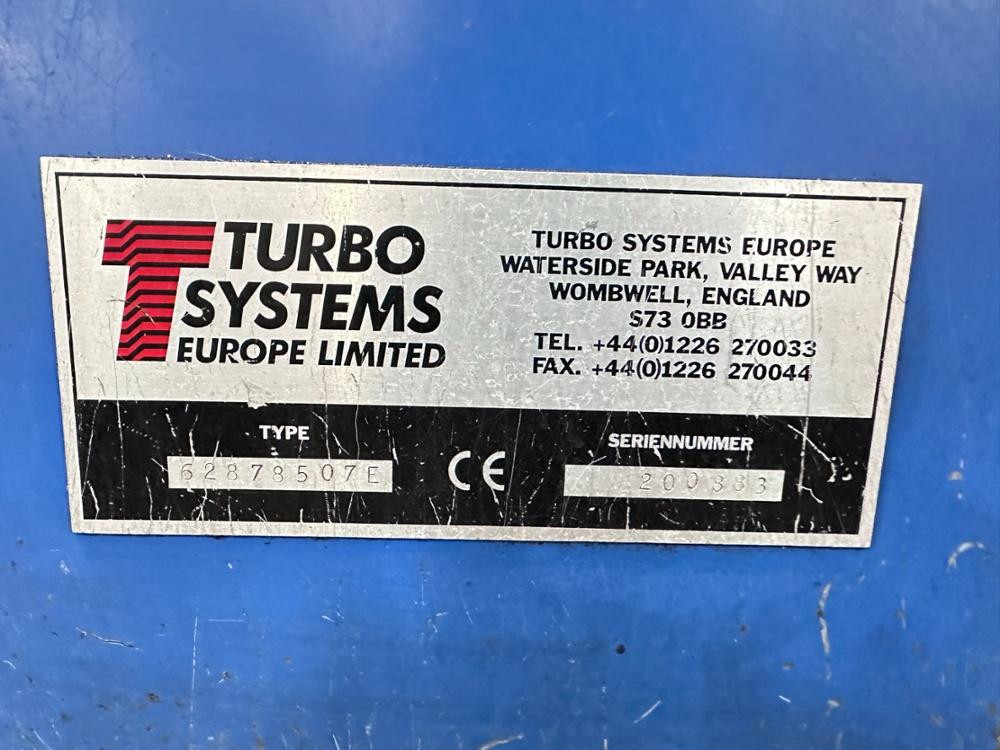 TURBO
SYSTEMS
EUROPE LIMITED
TURBO SYSTEMS EUROPE
WATERSIDE PARK, VALLEY WAY
WOMBWELL, ENGLAND
S73 0BB
TEL. +44(0)1226 270033
FAX. +44(0)1226 270044
TYPE
62878507E
CE
SERIENNUMMER
200383